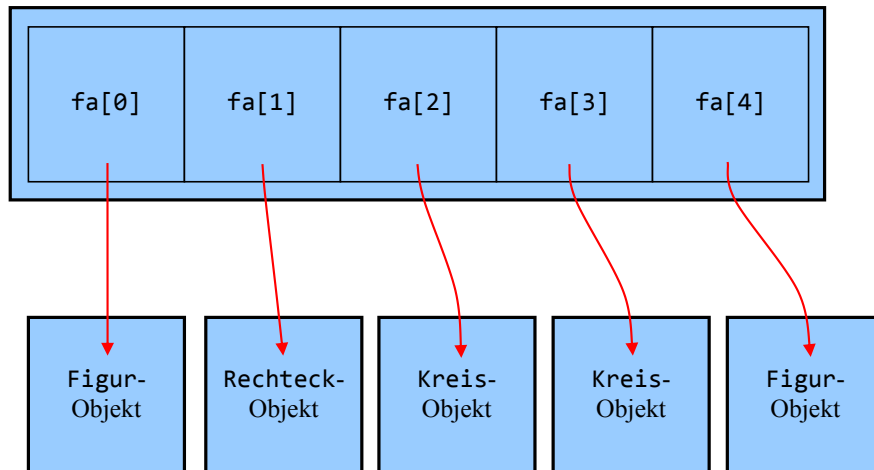 fa[0] fa[1] fa[2] fa[3] fa[4]
Figur-
Objekt
Rechteck-
Objekt
Kreis-
Objekt
Kreis-
Objekt
Figur-
Objekt